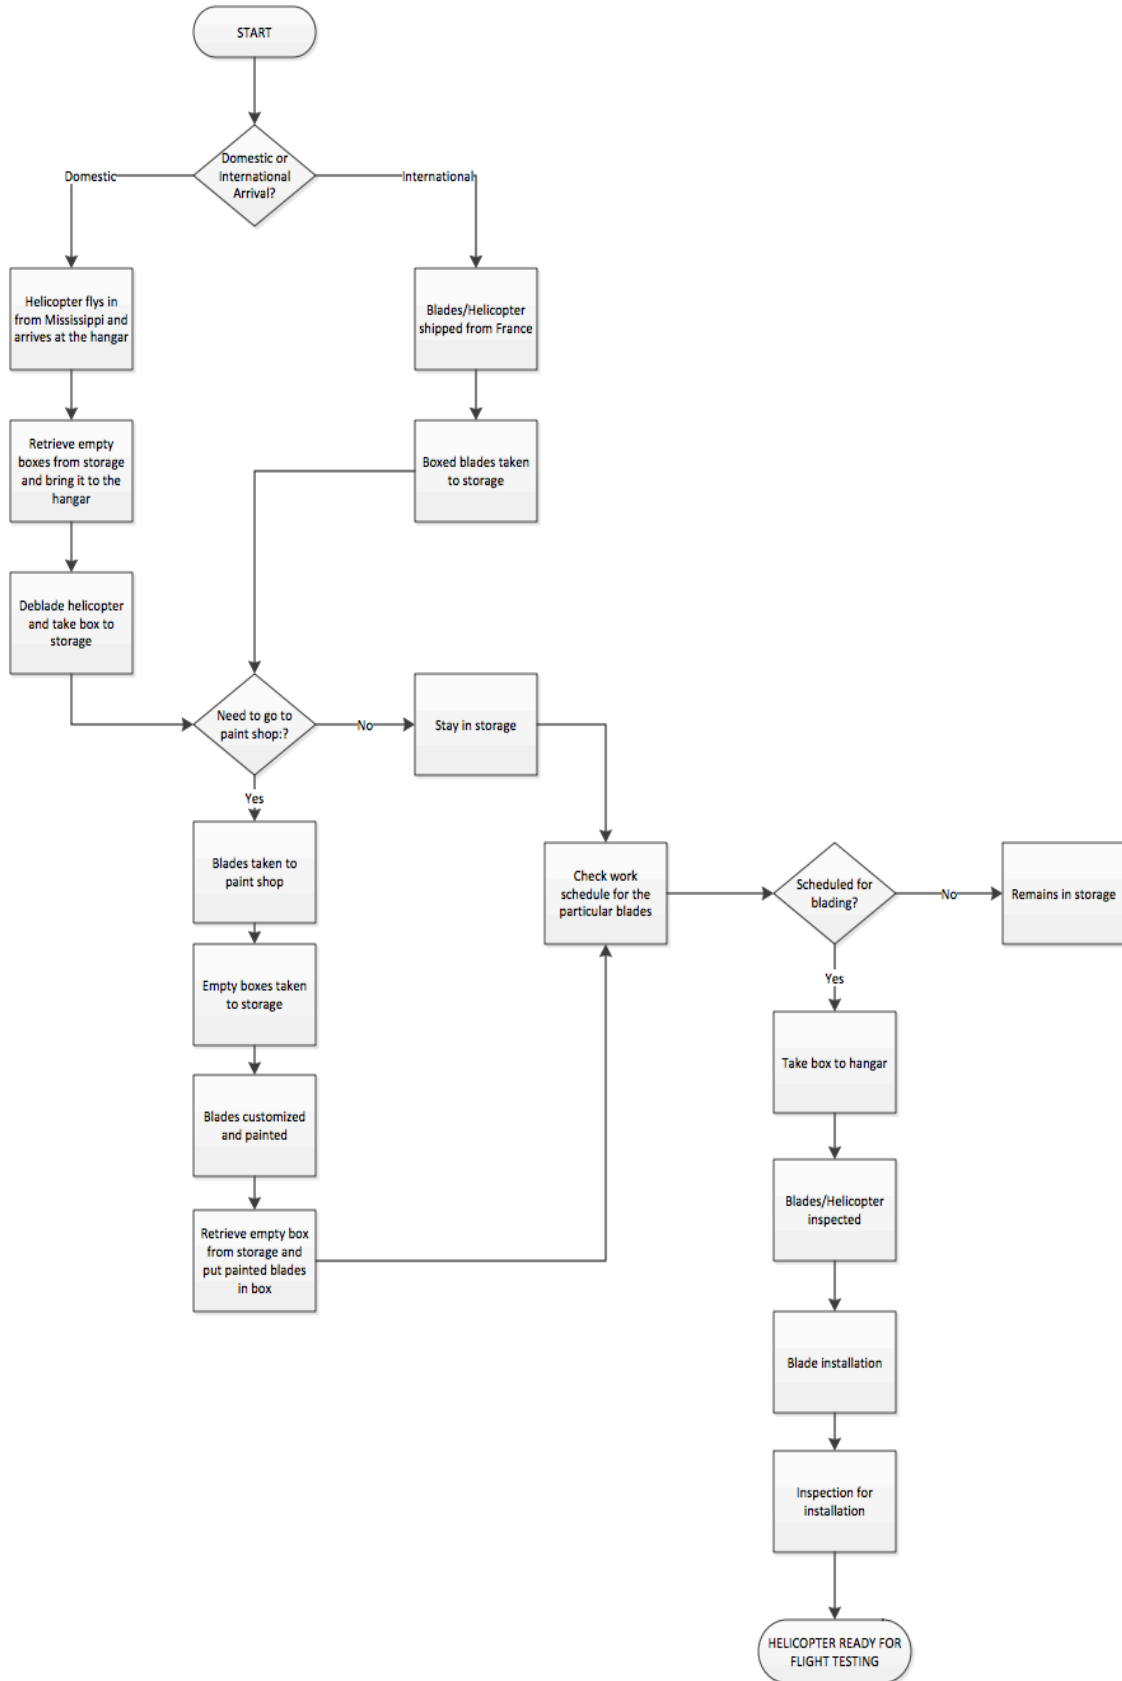 START
Domestic or
International
Arrival?
Domestic
International
Helicopter flys in
from Mississippi and
arrives at the hangar
Blades/Helicopter
shipped from France
Retrieve empty
boxes from storage
and bring it to the
hangar
Boxed blades taken
to storage
Deblade helicopter
and take box to
storage
Need to go to
paint shop:?
No
Stay in storage
Yes
Blades taken to
paint shop
Check work
schedule for the
particular blades
Scheduled for
blading?
No
Remains in storage
Empty boxes taken
to storage
Yes
Take box to hangar
Blades customized
and painted
Blades/Helicopter
inspected
Retrieve empty box
from storage and
put painted blades
in box
Blade installation
Inspection for
installation
HELICOPTER READY FOR
FLIGHT TESTING